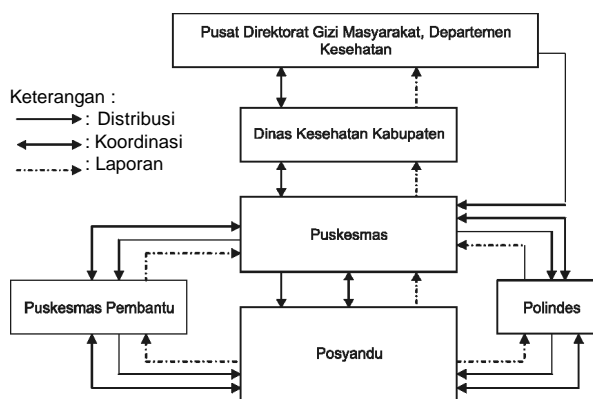 Pusat Direktorat Gizi Masyarakat, Departemen
Kesehatan
Keterangan :
: Distribusi
: Koordinasi
: Laporan
Dinas Kesehatan Kabupaten
Puskesmas
Puskesmas Pembantu
Polindes
Posyandu